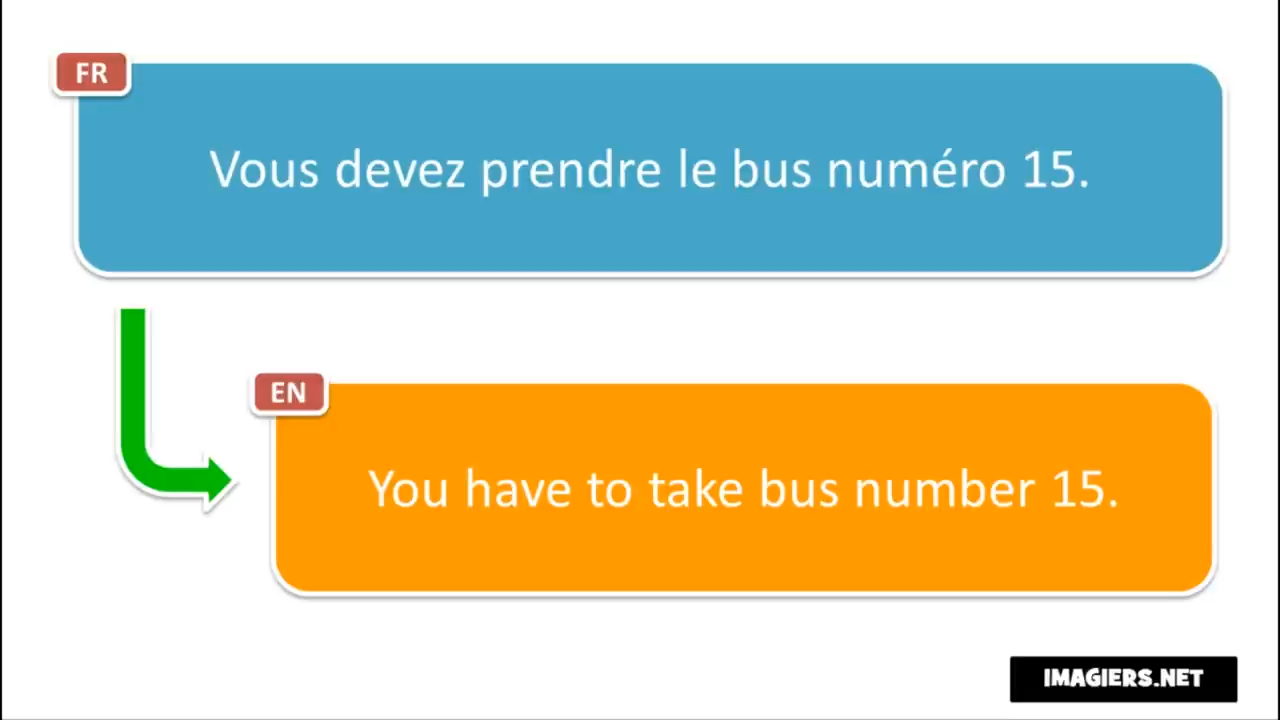 FR
Vous devez prendre le bus numéro 15.
EN
You have to take bus number 15.
IMAGIERS.NET